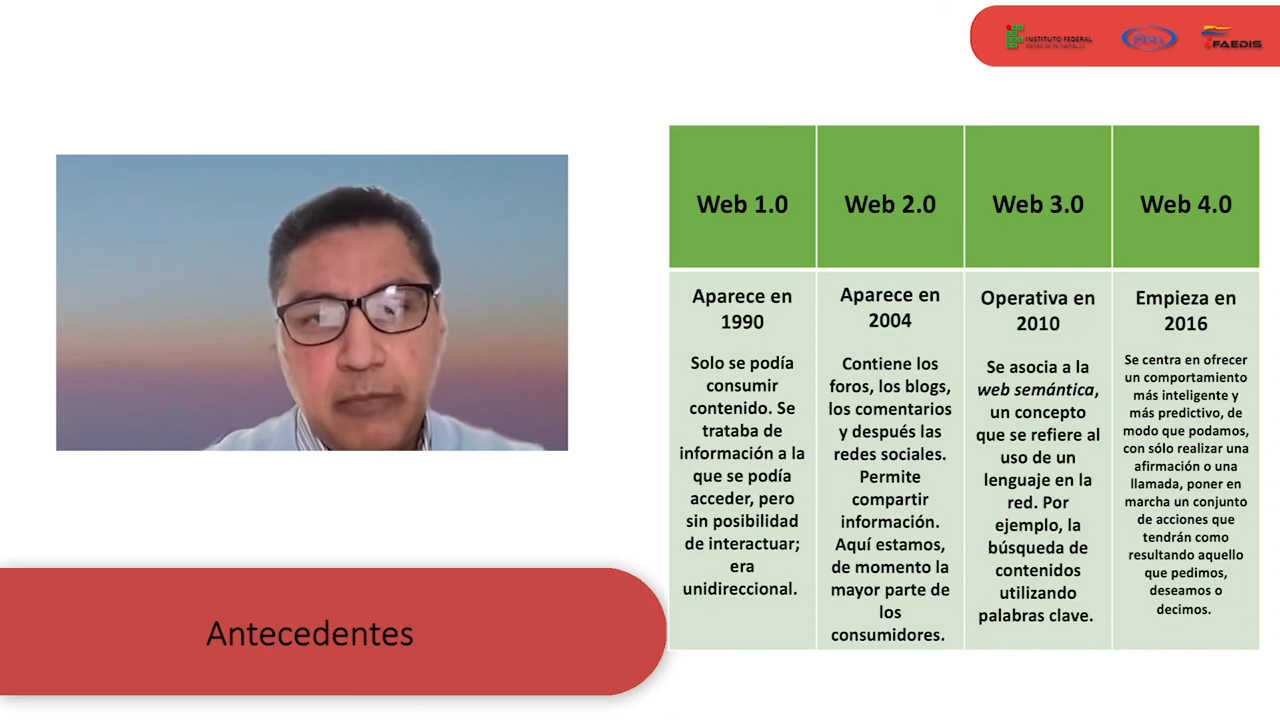 INSTITUTO FEDERAL
FAEDIS
Web 1.0
Aparece en
1990
Solo se podía
consumir
contenido. Se
trataba de
información a la
que se podía
acceder, pero
sin posibilidad
de interactuar;
era
unidireccional.
Web 2.0
Aparece en
2004
Contiene los
foros, los blogs,
los comentarios
y después las
redes sociales.
Permite
compartir
información.
Aquí estamos,
de momento la
mayor parte de
los
consumidores.
Web 3.0
Operativa en
2010
Se asocia a la
web semántica,
un concepto
que se refiere al
uso de un
lenguaje en la
red. Por
ejemplo, la
búsqueda de
contenidos
utilizando
palabras clave.
Web 4.0
Empieza en
2016
Se centra en ofrecer
un comportamiento
más inteligente y
más predictivo, de
modo que podamos,
con sólo realizar una
afirmación o una
llamada, poner en
marcha un conjunto
de acciones que
tendrán como
resultando aquello
que pedimos,
deseamos o
decimos.
Antecedentes